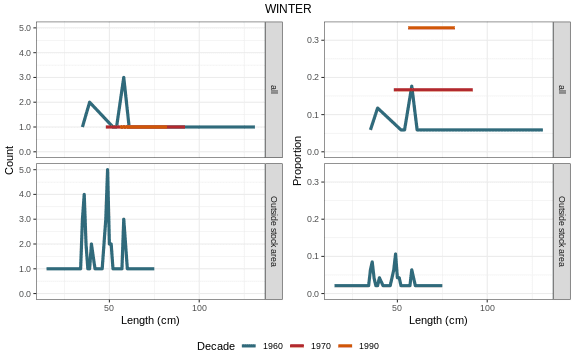 WINTER
Count
5.0
4.0
3.0
2.0
1.0
0.0
all
5.0
4.0
3.0
2.0
1.0
0.0
Outside stock area
50
100
Length (cm)
Proportion
0.3
0.2
0.1
0.0
all
0.3
0.2
0.1
0.0
Outside stock area
50
100
Length (cm)
Decade 1960 1970 1990